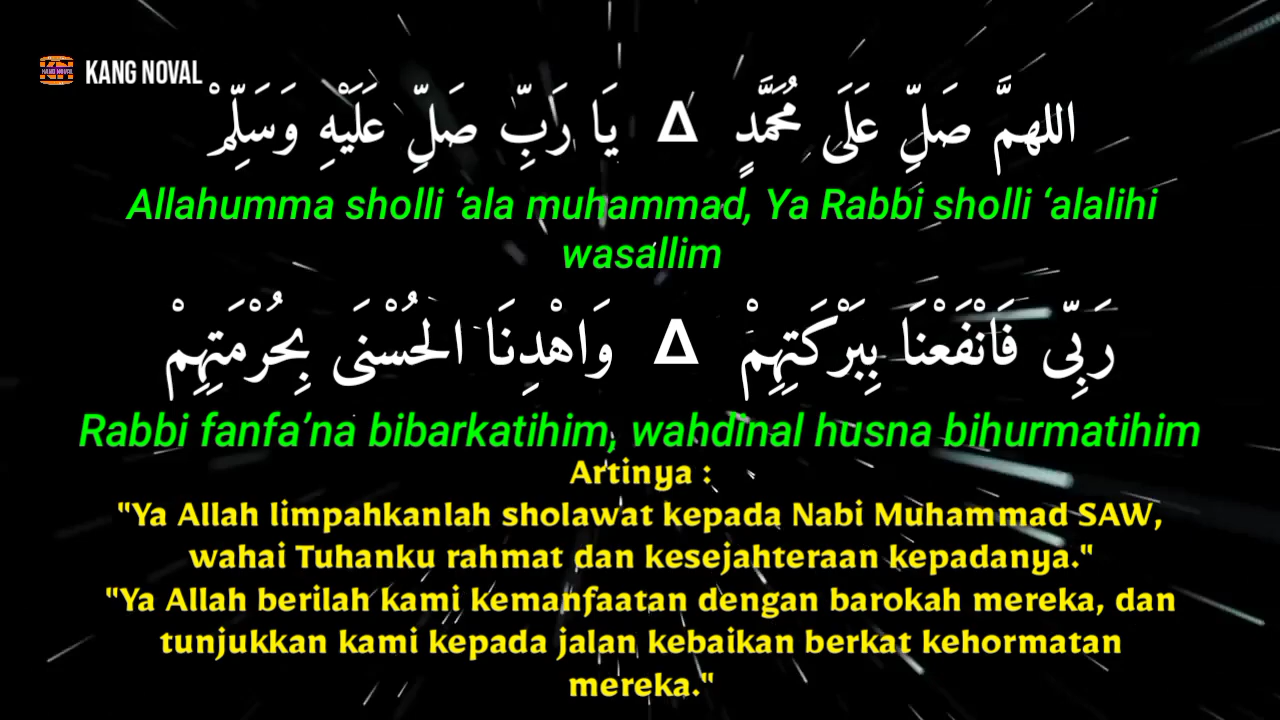 KANG NOVAL
اللهمَّ صَلِّ عَلَى مُحَمَّدٍ ∆ يَا رَبِّ صَلِّ عَلَيْهِ وَسَلِّمْ
Allahumma sholli ‘ala muhammad, Ya Rabbi sholli ‘alalihi
wasallim
رَبِّى فَانْفَعْنَا بِبَرْكَتِهِمْ ∆ وَاهْدِنَا الحُسْنَى بِحُرْمَتِهِمْ
Rabbi fanfa’na bibarkatihim, wahdinal husna bihurmatihim
Artinya :
"Ya Allah limpahkanlah sholawat kepada Nabi Muhammad SAW,
wahai Tuhanku rahmat dan kesejahteraan kepadanya."
"Ya Allah berilah kami kemanfaatan dengan barokah mereka, dan
tunjukkan kami kepada jalan kebaikan berkat kehormatan
mereka."